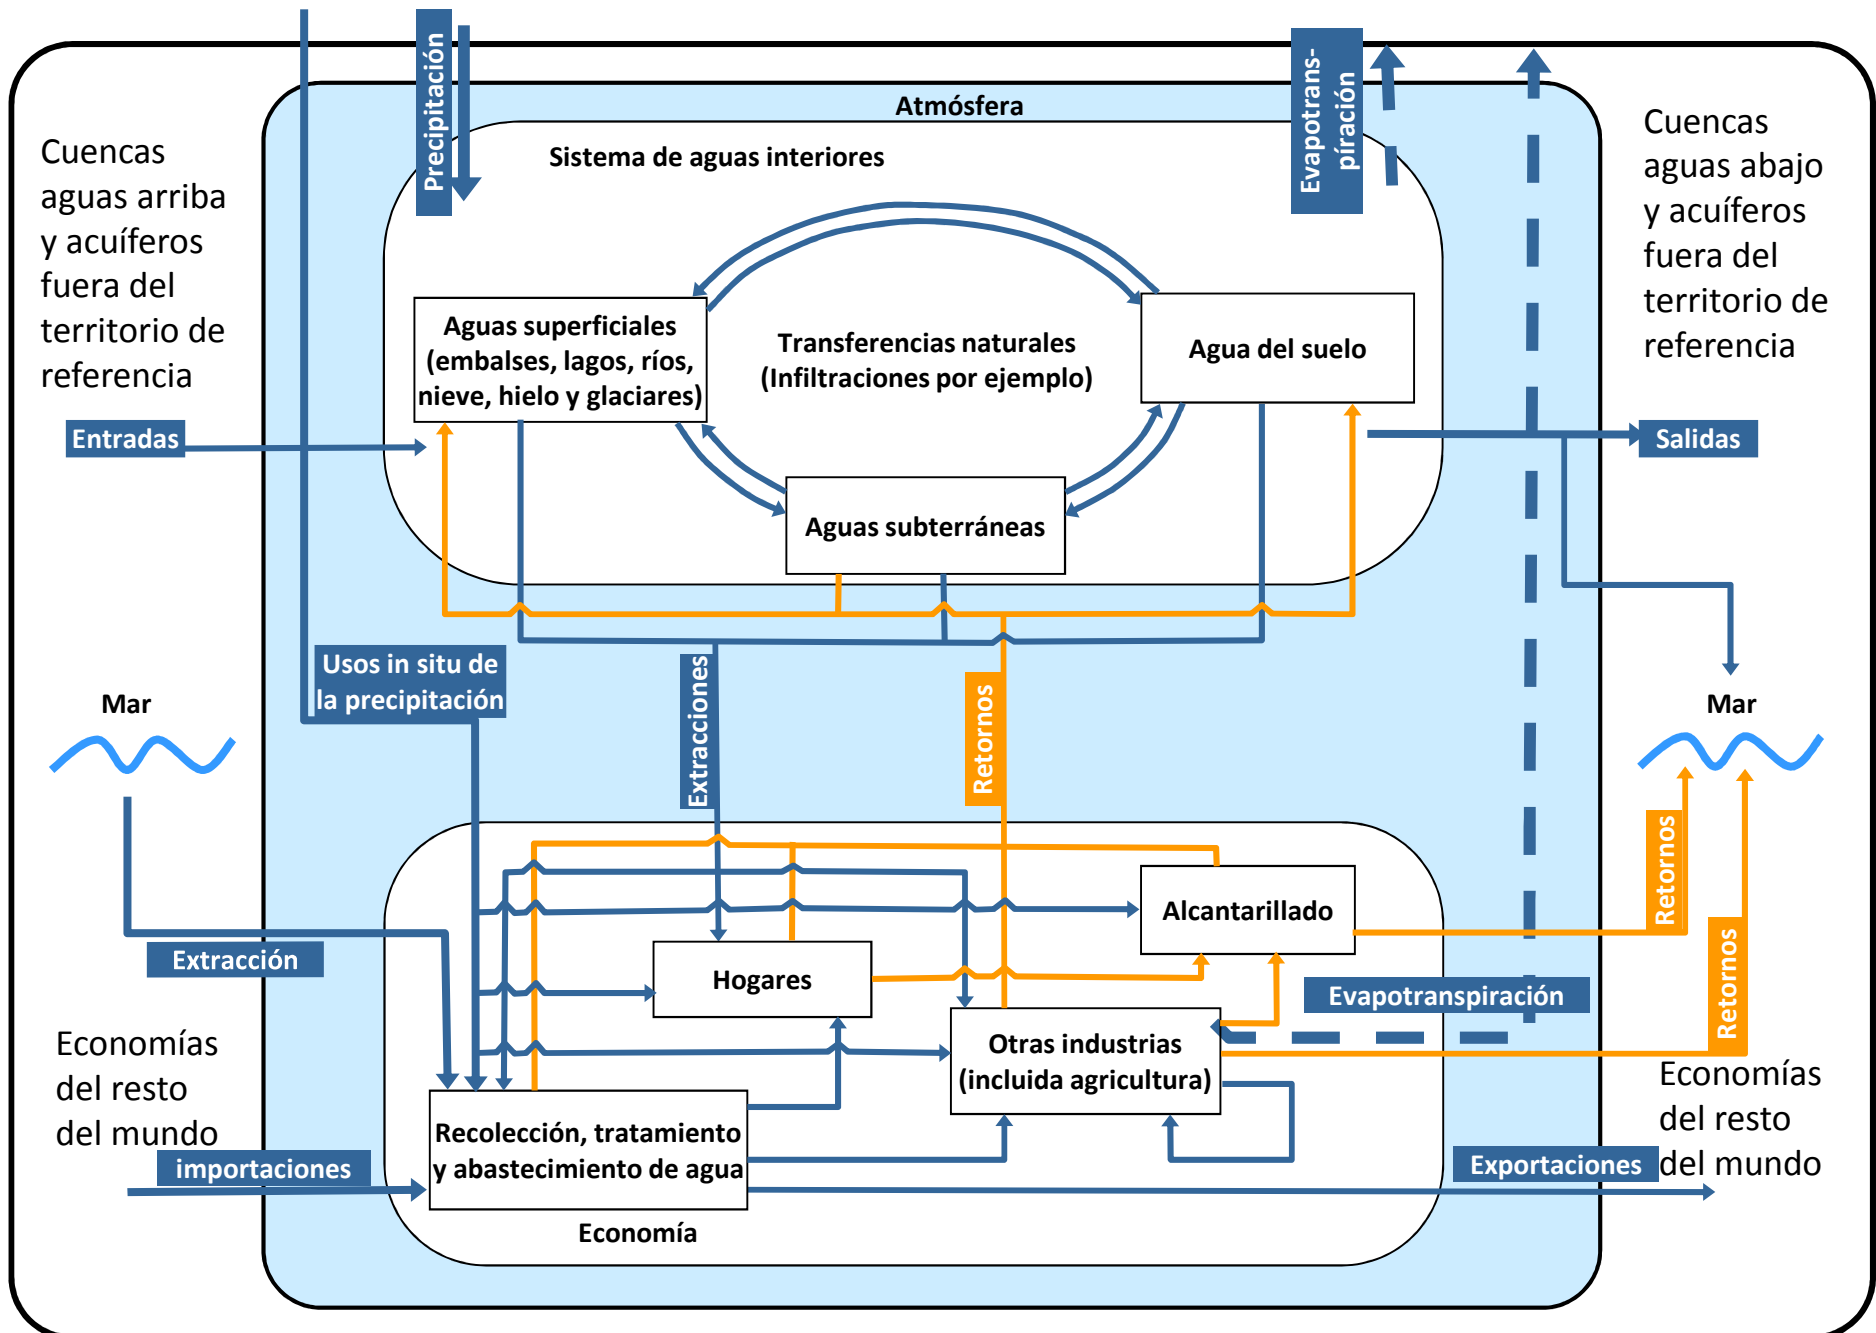 Precipitación
Evapotrans-
píración
Atmósfera
Sistema de aguas interiores
Cuencas
aguas arriba
y acuíferos
fuera del
territorio de
referencia
Cuencas
aguas abajo
y acuíferos
fuera del
territorio de
referencia
Aguas superficiales
(embalses, lagos, ríos,
nieve, hielo y glaciares)
Transferencias naturales
(Infiltraciones por ejemplo)
Agua del suelo
Entradas
Salidas
Aguas subterráneas
Usos in situ de
la precipitación
Extracciones
Retornos
Mar
Mar
Retornos
Retornos
Alcantarillado
Extracción
Hogares
Evapotranspiración
Otras industrias
(incluida agricultura)
Economías
del resto
del mundo
Economías
del resto
del mundo
Recolección, tratamiento
y abastecimiento de agua
importaciones
Exportaciones
Economía